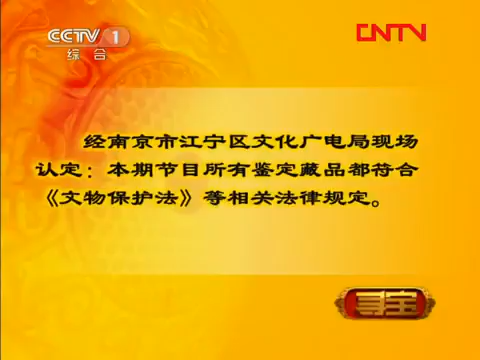 CCTV 1
综合
CNTV
经南京市江宁区文化广电局现场
认定：本期节目所有鉴定藏品都符合
《文物保护法》等相关法律规定。
寻宝